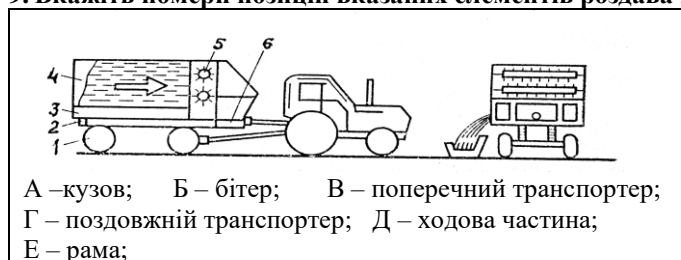 9. Вкажіть номери позицій вказаних елементів роздава
5
6
4
3
2
1
А –кузов; Б – бітер; В – поперечний транспортер;
Г – поздовжній транспортер; Д – ходова частина;
Е – рама;